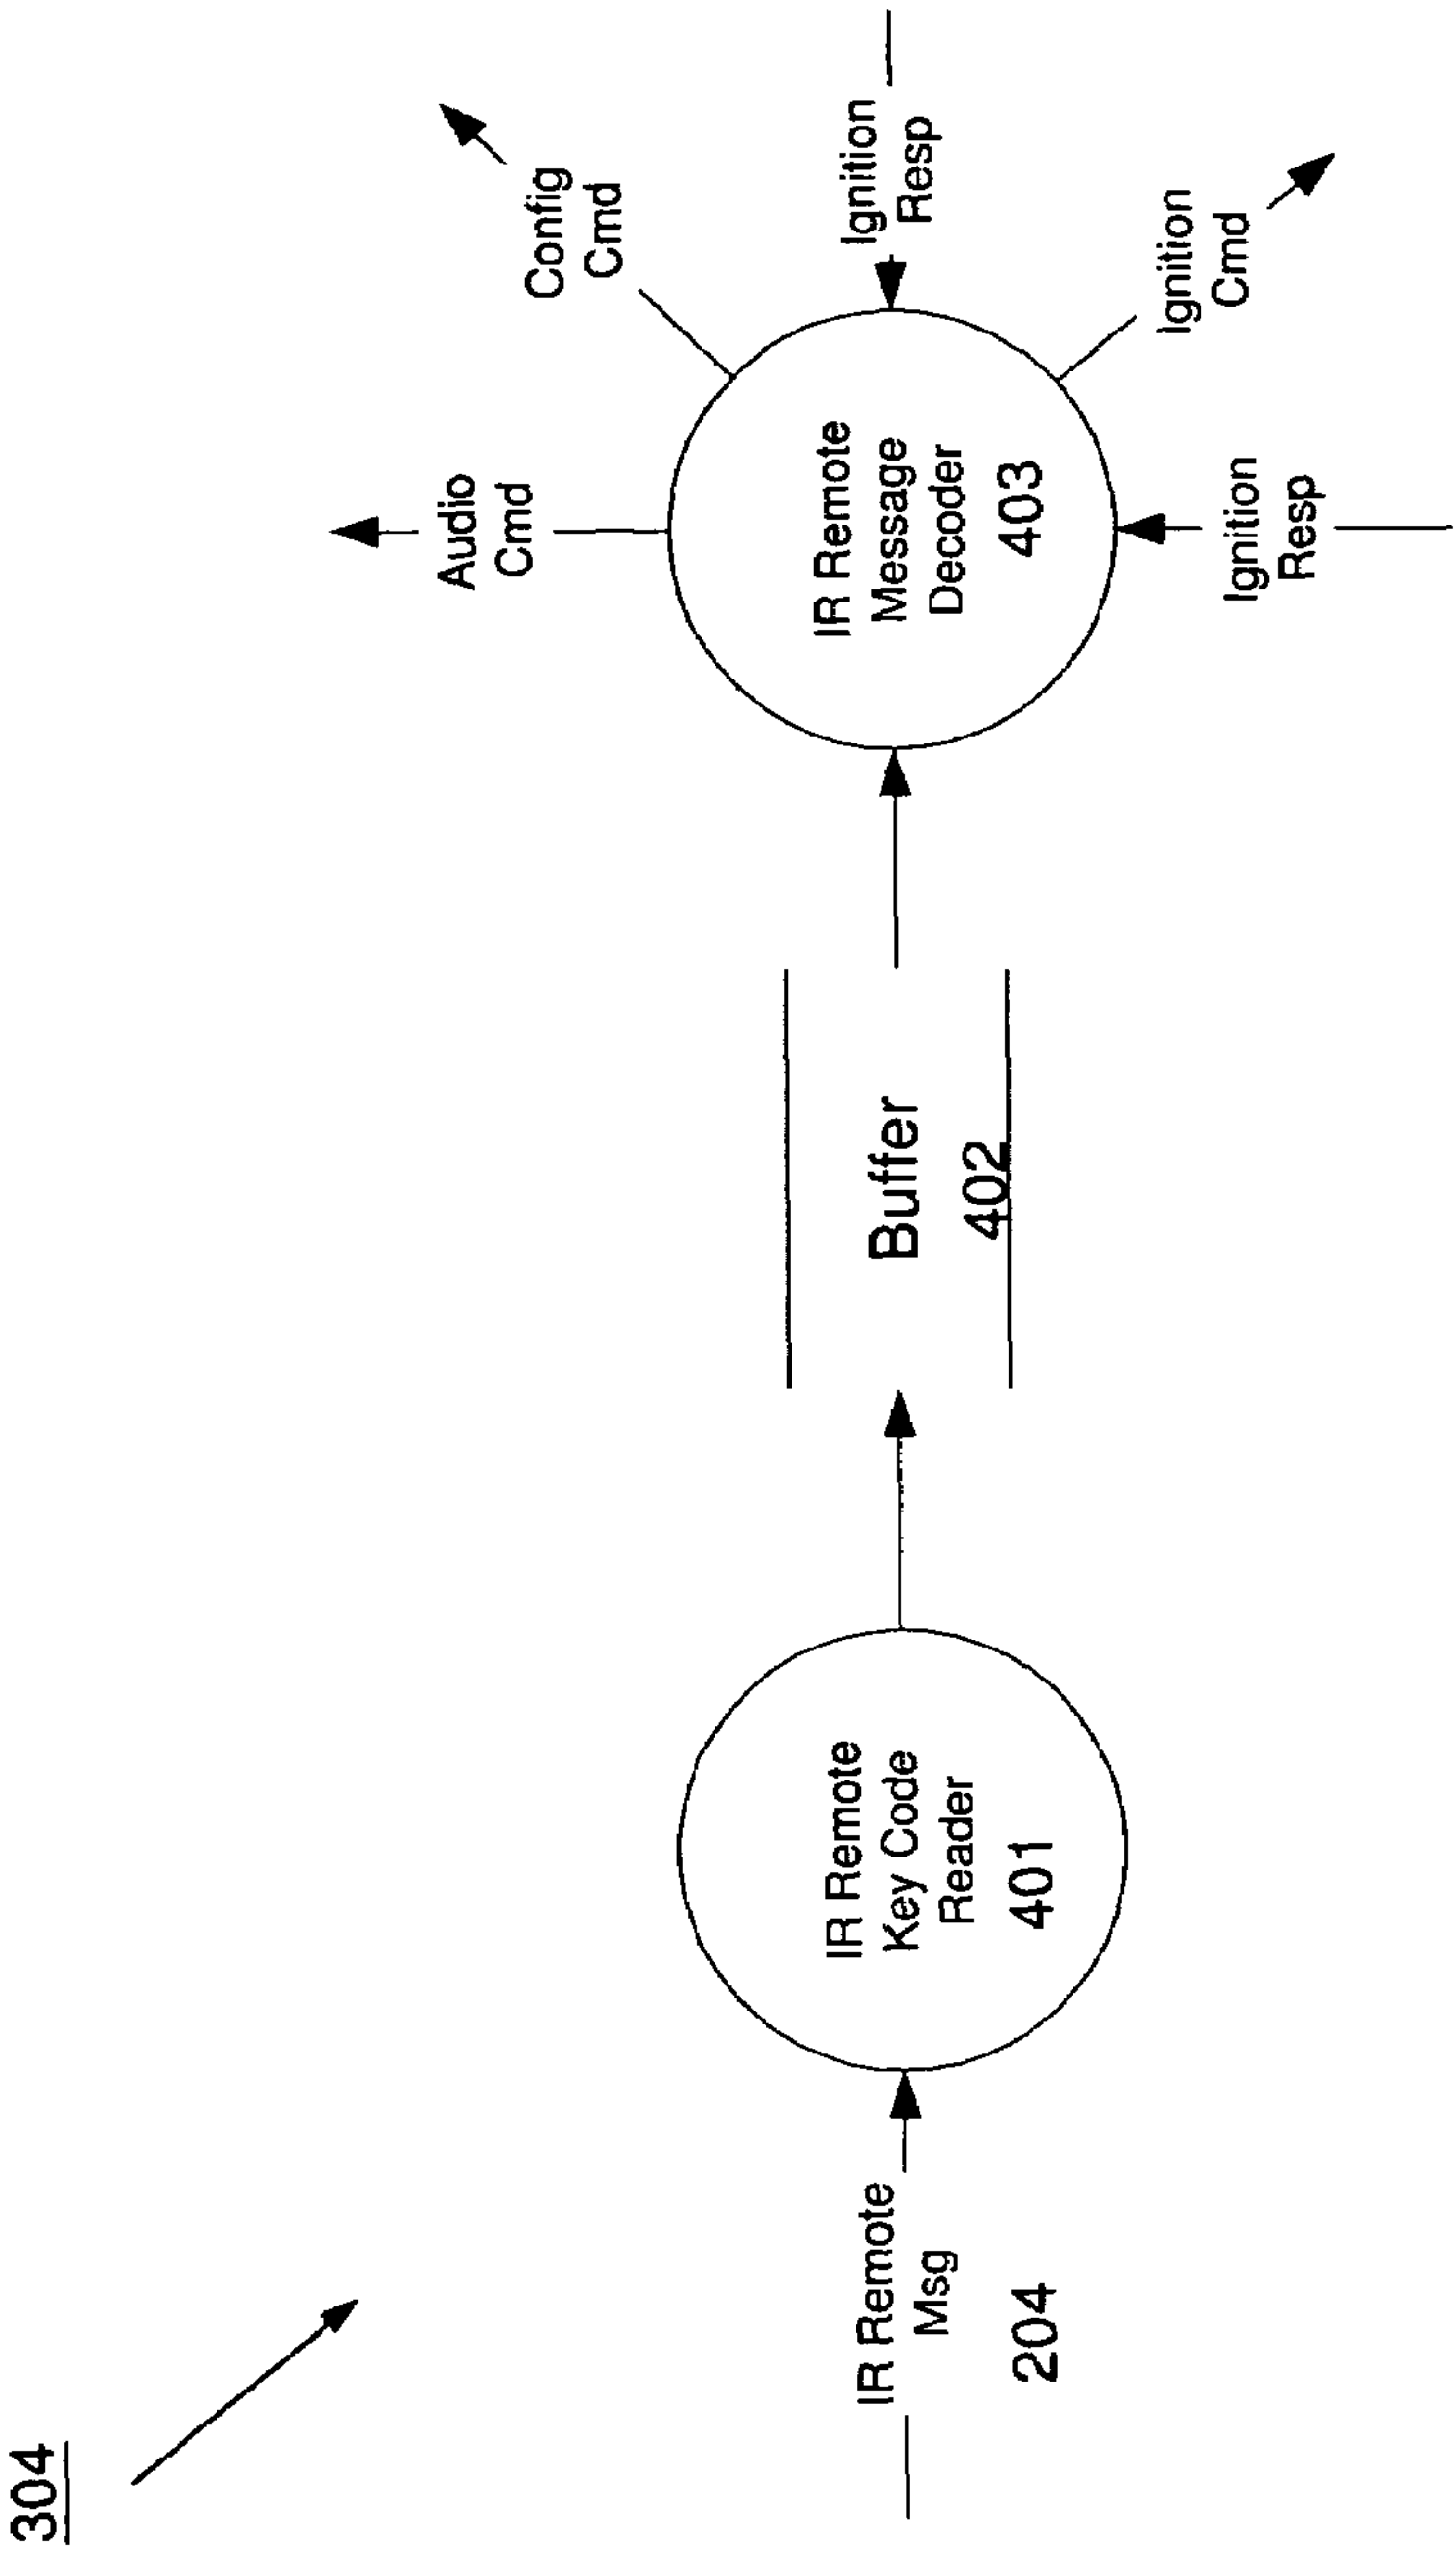 304
IR Remote
Msg
204
IR Remote
Key Code
Reader
401
Buffer
402
IR Remote
Message
Decoder
403
Audio
Cmd
Config
Cmd
Ignition
Resp
Ignition
Cmd
Ignition
Resp